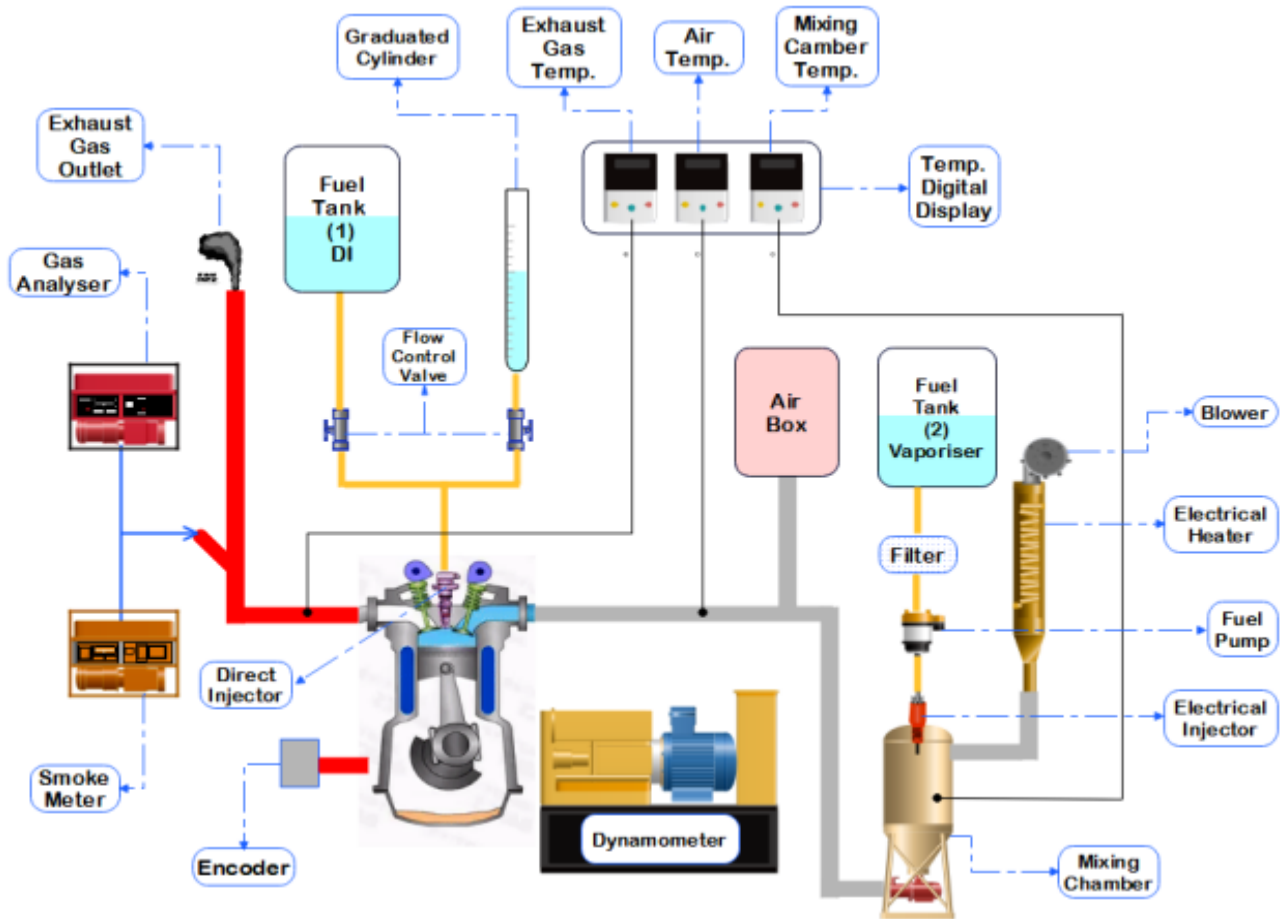 Graduated
Cylinder
Exhaust
Gas
Temp.
Air
Temp.
Mixing
Camber
Temp.
Exhaust
Gas
Outlet
Fuel
Tank
(1)
DI
Temp.
Digital
Display
Gas
Analyser
Flow
Control
Valve
Air
Box
Fuel
Tank
(2)
Vaporiser
Blower
Electrical
Heater
Filter
Fuel
Pump
Direct
Injector
Electrical
Injector
Smoke
Meter
Dynamometer
Encoder
Mixing
Chamber